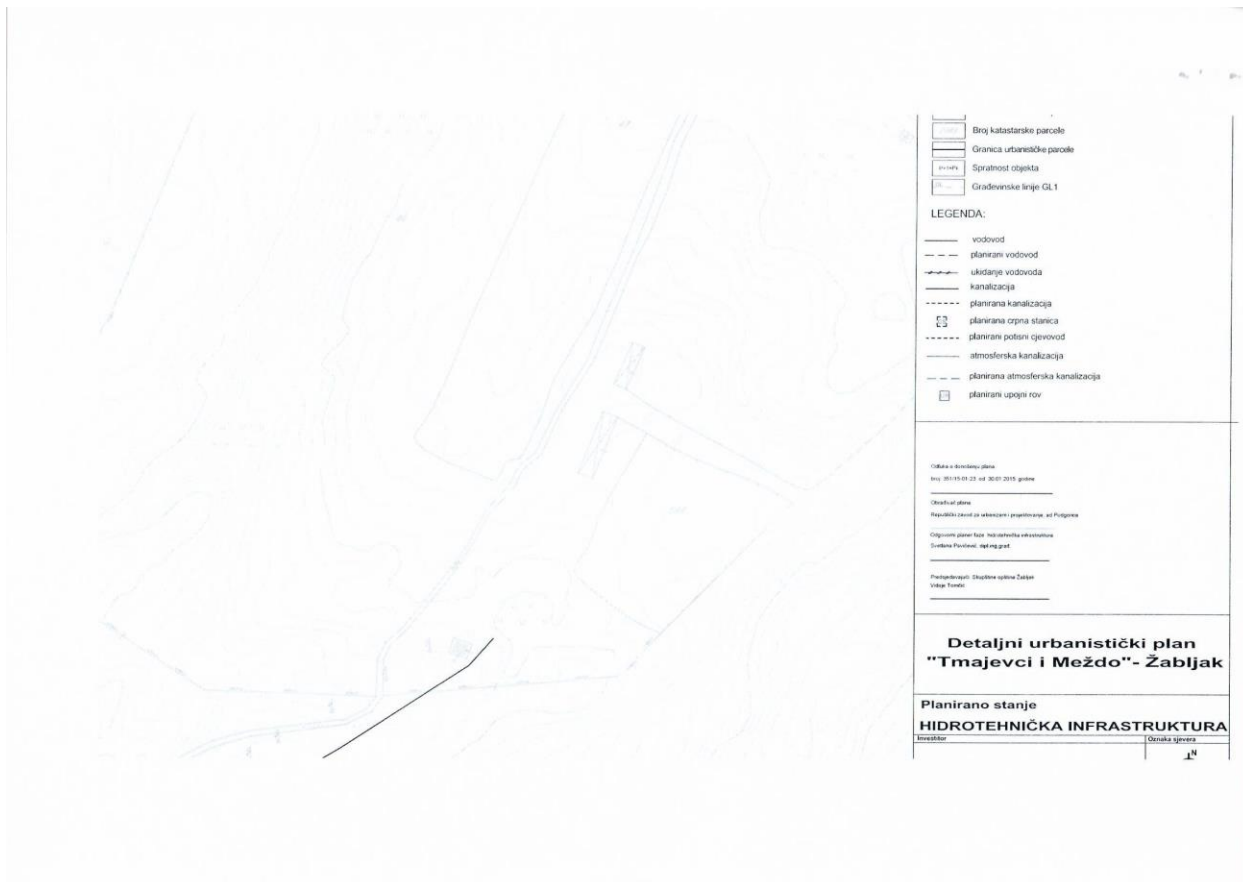 Broj katastarske parcele
Granica urbanističke parcele
Spratnost objekta
Građevinske linije GL1
LEGENDA:
vodovod
planirani vodovod
ukidanje vodovoda
kanalizacija
planirana kanalizacija
planirana crpna stanica
planirani potisni cjevovod
atmosferska kanalizacija
planirana atmosferska kanalizacija
planirani upojni rov
Odluka o donošenju plana
godine
Obrađivač plana
Republički zavod za urbanizam i projektovanje, ad Podgorica
Odgovorni planer faze hidrotehnička infrastruktura
Predsjedavajući Skupštine opštine Žabljak
Detaljni urbanistički plan
"Tmajevci i Meždo"- Žabljak
Planirano stanje
HIDROTEHNIČKA INFRASTRUKTURA
Investitor
Oznaka sjevera
N